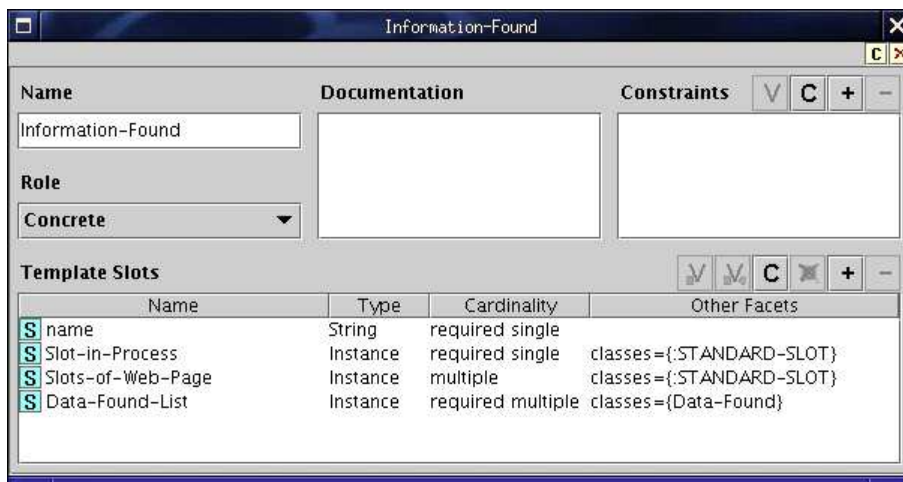 Information-Found
C
Name Documentation Constraints V C + −
Information-Found
Role
Concrete
Template Slots V V C + −
Name Type Cardinality Other Facets
S name String required single
S Slot-in-Process Instance required single classes={:STANDARD-SLOT}
S Slots-of-Web-Page Instance multiple classes={:STANDARD-SLOT}
S Data-Found-List Instance required multiple classes={Data-Found}